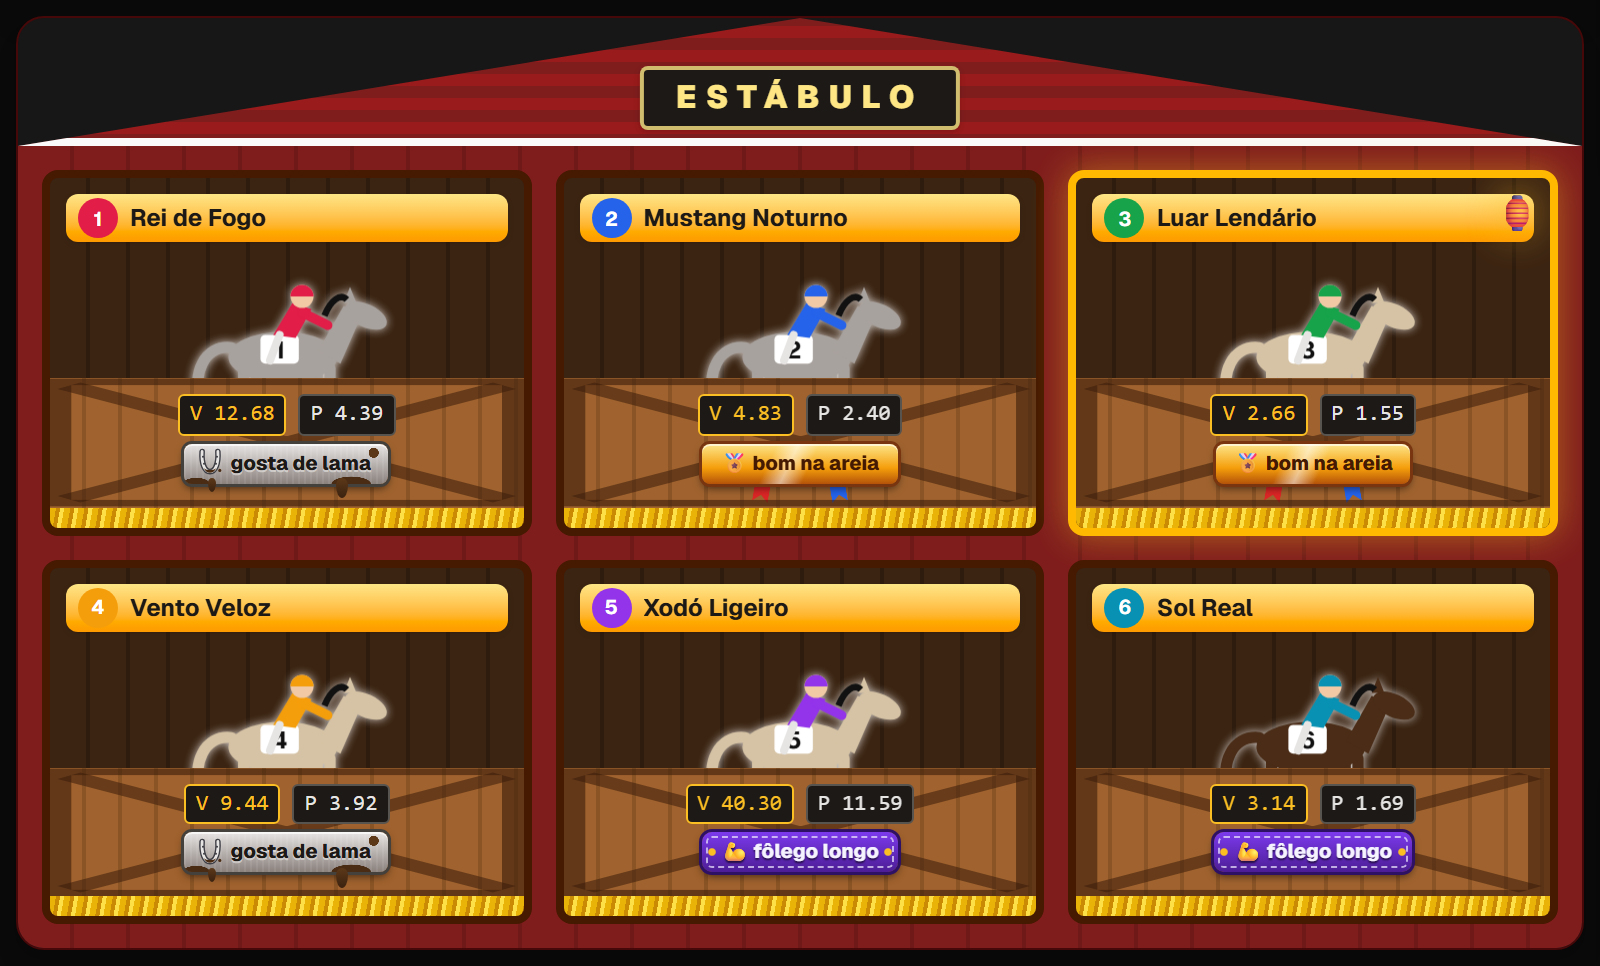 ESTÁBULO
1 Rei de Fogo
1
V 12.68 P 4.39
gosta de lama
2 Mustang Noturno
2
V 4.83 P 2.40
bom na areia
3 Luar Lendário
3
V 2.66 P 1.55
bom na areia
4 Vento Veloz
4
V 9.44 P 3.92
gosta de lama
5 Xodó Ligeiro
5
V 40.30 P 11.59
fôlego longo
6 Sol Real
6
V 3.14 P 1.69
fôlego longo